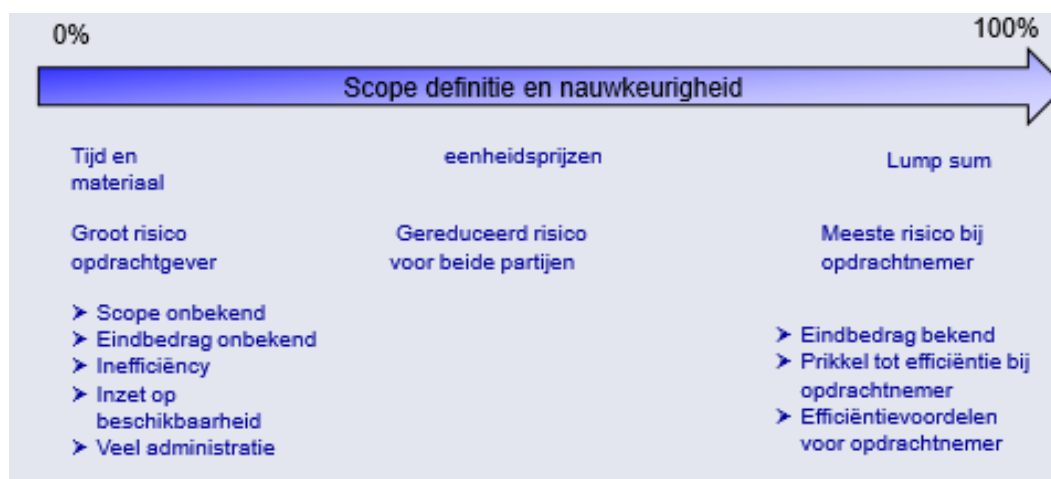 0%
100%
Scope definitie en nauwkeurigheid
Tijd en
materiaal
eenheidsprijzen
Lump sum
Groot risico
opdrachtgever
Gereduceerd risico
voor beide partijen
Meeste risico bij
opdrachtnemer
➤ Scope onbekend
➤ Eindbedrag onbekend
➤ Inefficiëncy
➤ Inzet op
beschikbaarheid
➤ Veel administratie
➤ Eindbedrag bekend
➤ Prikkel tot efficiëntie bij
opdrachtnemer
➤ Efficiëntievoordelen
voor opdrachtnemer